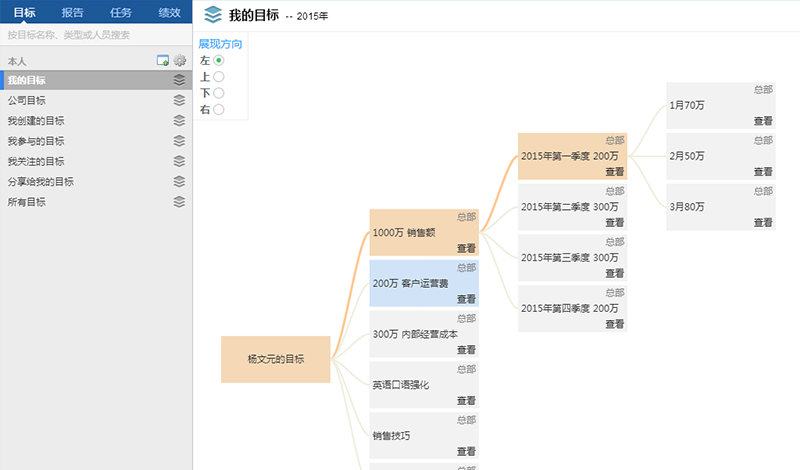 目标 报告 任务 绩效
按目标名称、类型或人员搜索
本人
我的目标
公司目标
我创建的目标
我参与的目标
我关注的目标
分享给我的目标
所有目标
我的目标 -- 2015年
展现方向
左
上
下
右
杨文元的目标
总部
1000万 销售额
查看
总部
200万 客户运营费
查看
总部
300万 内部经营成本
查看
总部
英语口语强化
查看
总部
销售技巧
查看
总部
总部
2015年第一季度 200万
查看
总部
2015年第二季度 300万
查看
总部
2015年第三季度 300万
查看
总部
2015年第四季度 200万
查看
总部
1月70万
查看
总部
2月50万
查看
总部
3月80万
查看